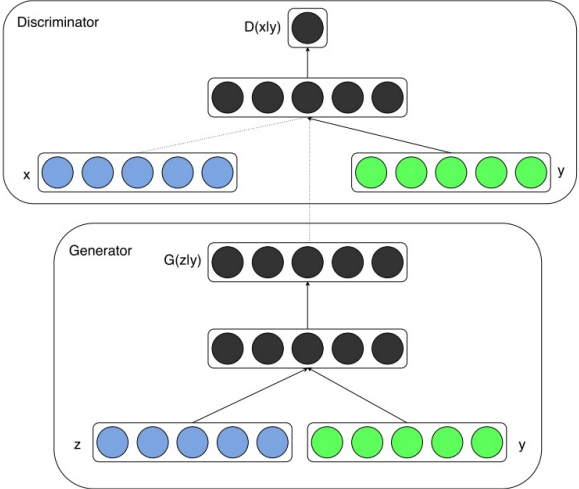 Discriminator
D(x|y)
x
y
Generator
G(z|y)
z
y